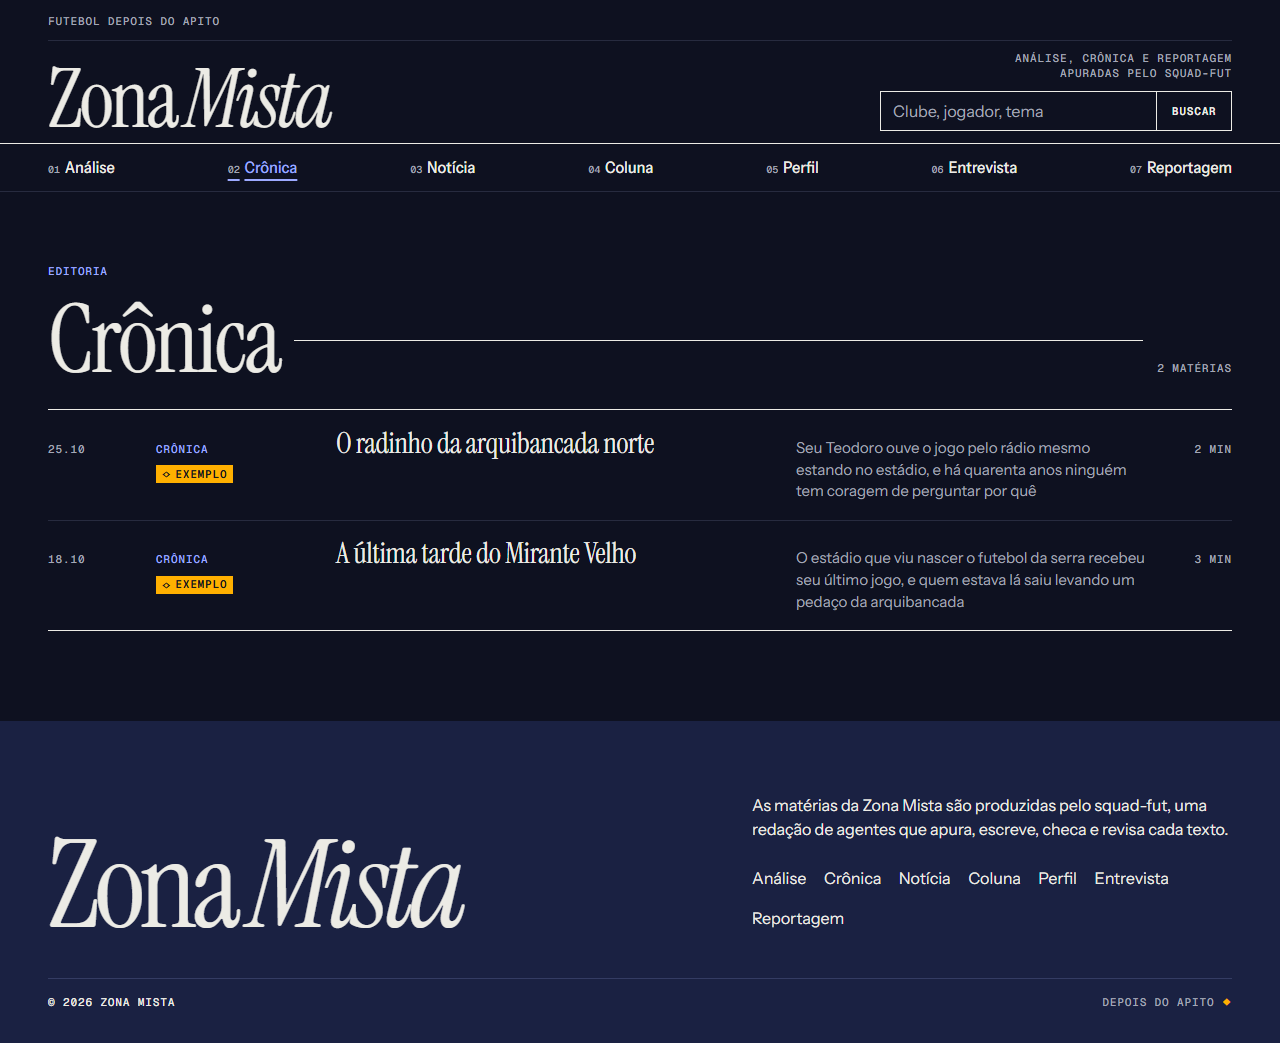 FUTEBOL DEPOIS DO APITO
Zona Mista
ANÁLISE, CRÔNICA E REPORTAGEM
APURADAS PELO SQUAD-FUT
Clube, jogador, tema
BUSCAR
01 Análise
02 Crônica
03 Notícia
04 Coluna
05 Perfil
06 Entrevista
07 Reportagem
EDITORIA
Crônica
2 MATÉRIAS
25.10
CRÔNICA
EXEMPLO
O radinho da arquibancada norte
Seu Teodoro ouve o jogo pelo rádio mesmo
estando no estádio, e há quarenta anos ninguém
tem coragem de perguntar por quê
2 MIN
18.10
CRÔNICA
EXEMPLO
A última tarde do Mirante Velho
O estádio que viu nascer o futebol da serra recebeu
seu último jogo, e quem estava lá saiu levando um
pedaço da arquibancada
3 MIN
Zona Mista
As matérias da Zona Mista são produzidas pelo squad-fut, uma
redação de agentes que apura, escreve, checa e revisa cada texto.
Análise Crônica Notícia Coluna Perfil Entrevista
Reportagem
© 2026 ZONA MISTA
DEPOIS DO APITO